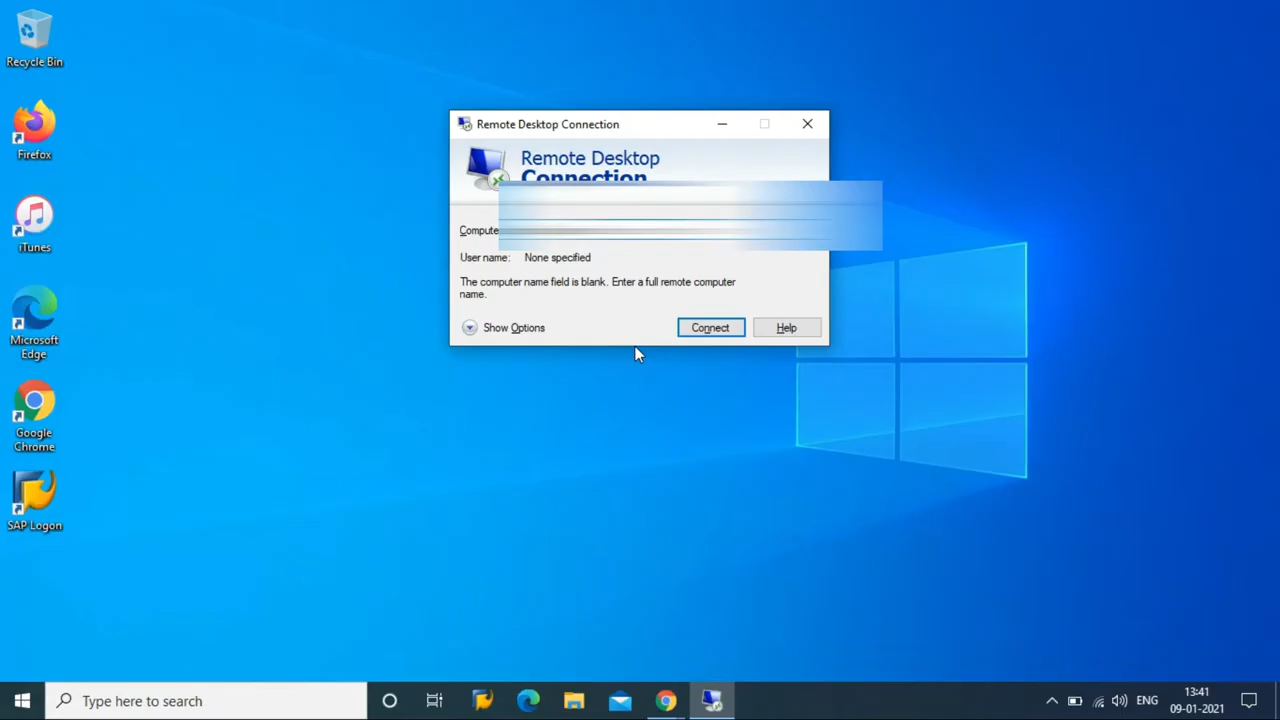 Recycle Bin
Firefox
iTunes
Microsoft
Edge
Google
Chrome
SAP Logon
Remote Desktop Connection
Remote Desktop
Connection
Compute
User name: None specified
The computer name field is blank. Enter a full remote computer
name.
Show Options
Connect
Help
Type here to search
ENG
13:41
09-01-2021